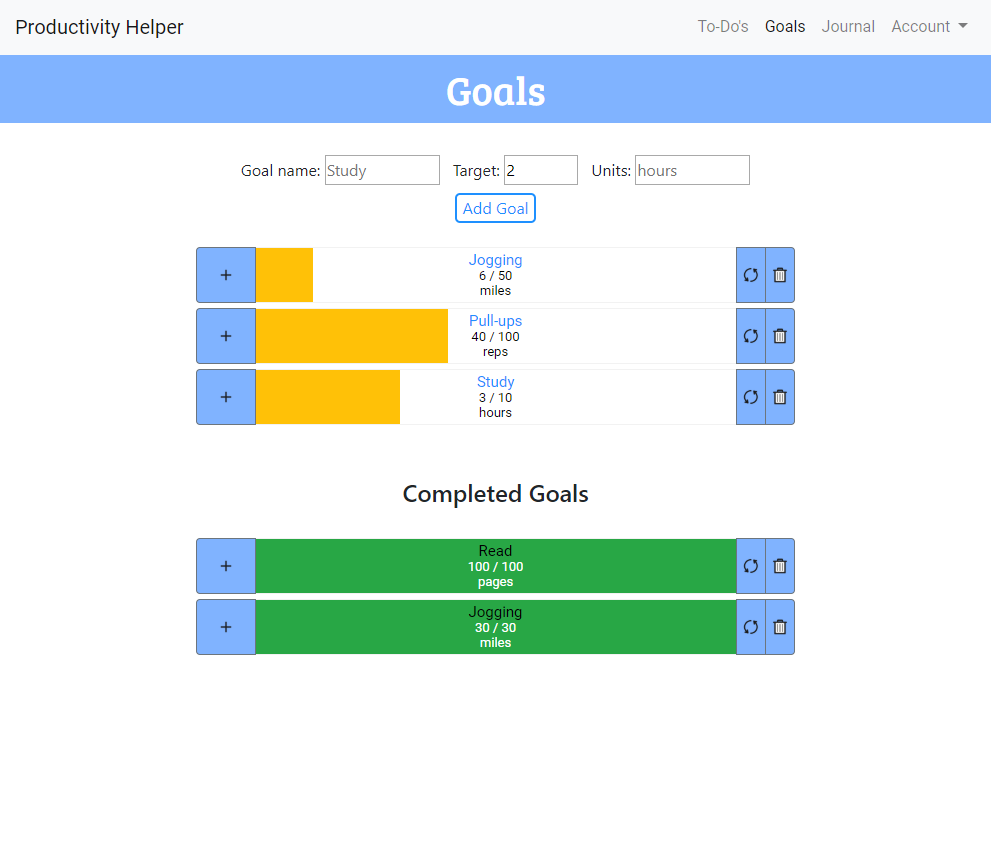 Productivity Helper To-Do's Goals Journal Account
Goals
Goal name: Study Target: 2 Units: hours
Add Goal
+ Jogging
6 / 50
miles
+ Pull-ups
40 / 100
reps
+ Study
3 / 10
hours
Completed Goals
+ Read
100 / 100
pages
+ Jogging
30 / 30
miles